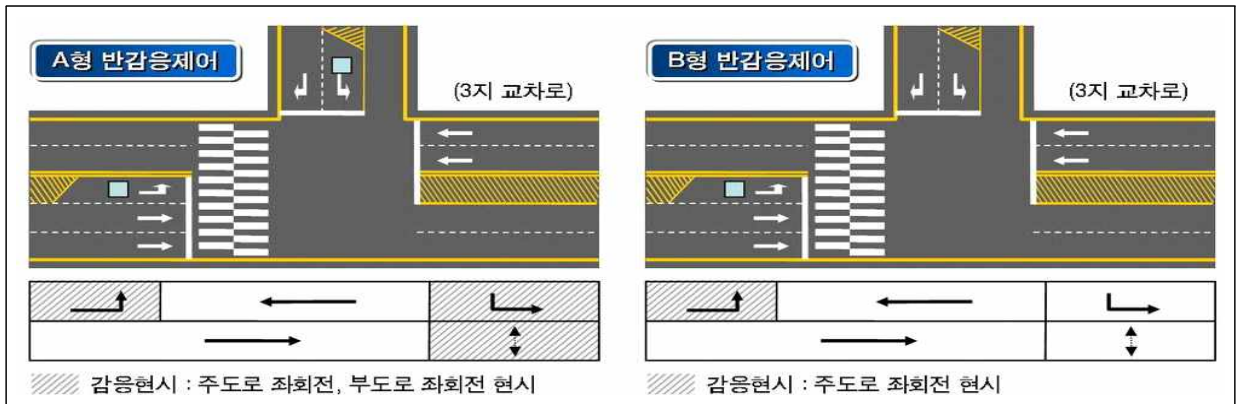 A형 반감응제어
(3지 교차로)
감응현시 : 주도로 좌회전, 부도로 좌회전 현시
B형 반감응제어
(3지 교차로)
감응현시 : 주도로 좌회전 현시